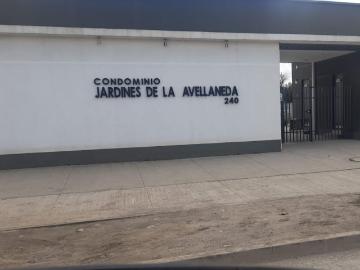 CONDOMINIO
JARDINES DE LA AVELLANEDA
240